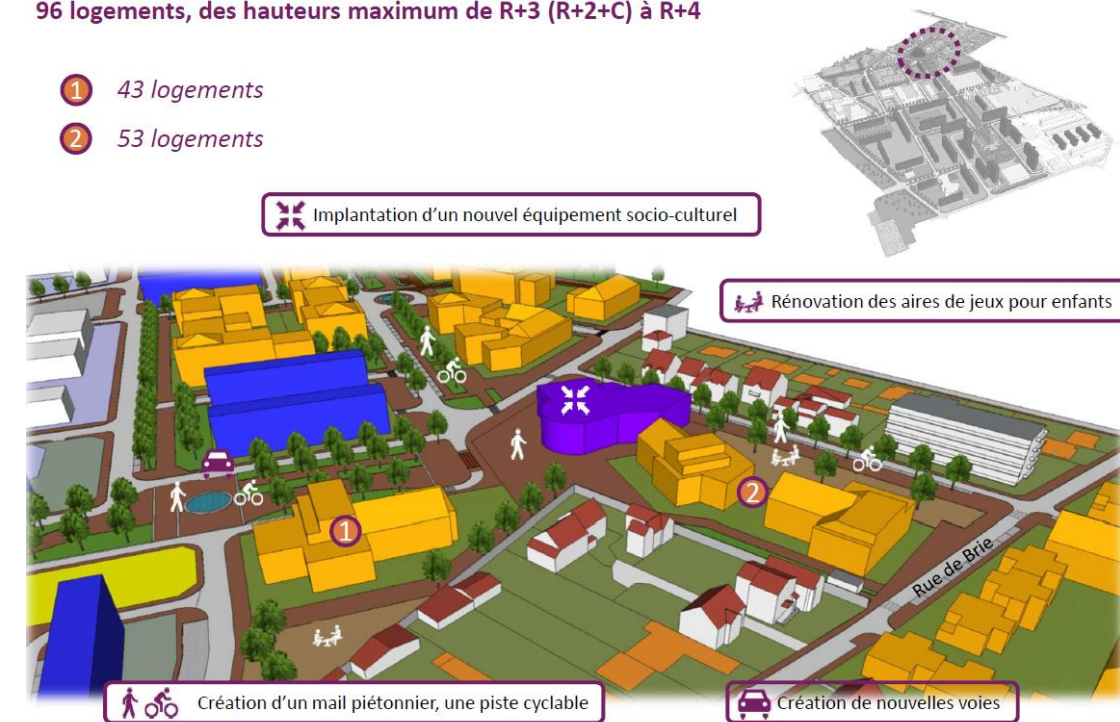 96 logements, des hauteurs maximum de R+3 (R+2+C) à R+4
1 43 logements
2 53 logements
Implantation d'un nouvel équipement socio-culturel
Rénovation des aires de jeux pour enfants
2
1
Rue de Brie
Création d'un mail piétonnier, une piste cyclable
Création de nouvelles voies